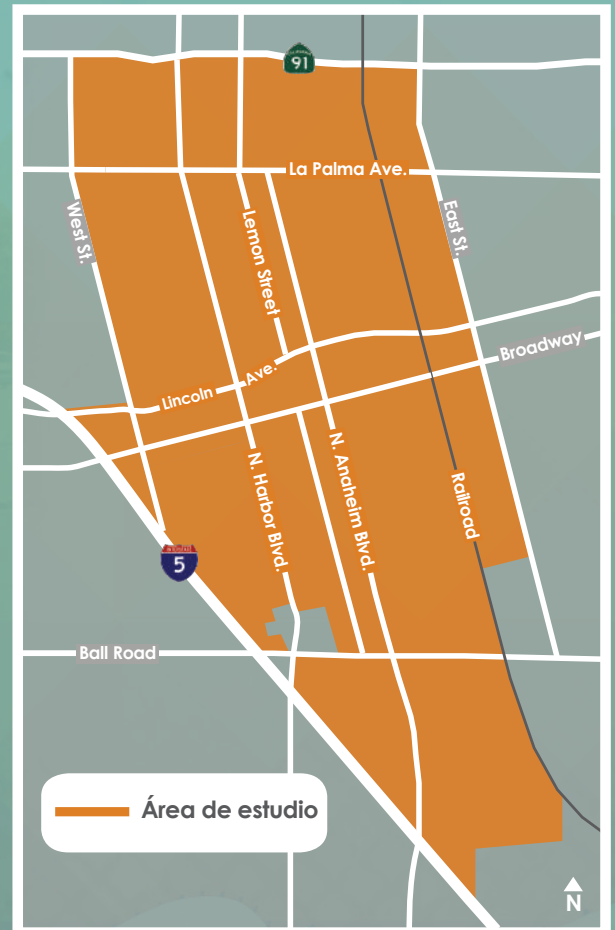 91
La Palma Ave.
West St.
Lemon Street
East St.
Broadway
Lincoln Ave.
N. Harbor Blvd.
N. Anaheim Blvd.
Railroad
5
Ball Road
Área de estudio
N